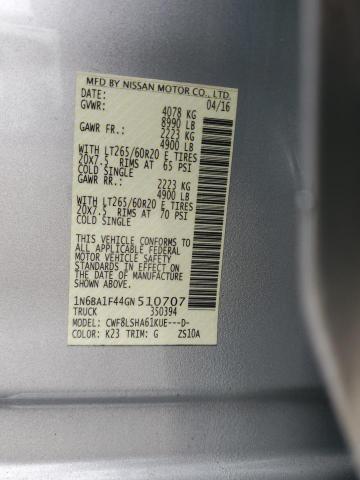 MFD BY NISSAN MOTOR CO., LTD.
DATE: 04/16
GVWR: 4078 KG
8990 LB
GAWR FR.: 2223 KG
4900 LB
WITH LT265/60R20 E TIRES
20X7.5 RIMS AT 65 PSI
COLD SINGLE
GAWR RR.: 2223 KG
4900 LB
WITH LT265/60R20 E TIRES
20X7.5 RIMS AT 70 PSI
COLD SINGLE
THIS VEHICLE CONFORMS TO
ALL APPLICABLE FEDERAL
MOTOR VEHICLE SAFETY
STANDARDS IN EFFECT ON
THE DATE OF MANUFACTURE
SHOWN ABOVE.
1N6BA1F44GN510707
TRUCK 350394
MODEL: CWF8LSHA61KUE---D-
COLOR: K23 TRIM: G ZS10A